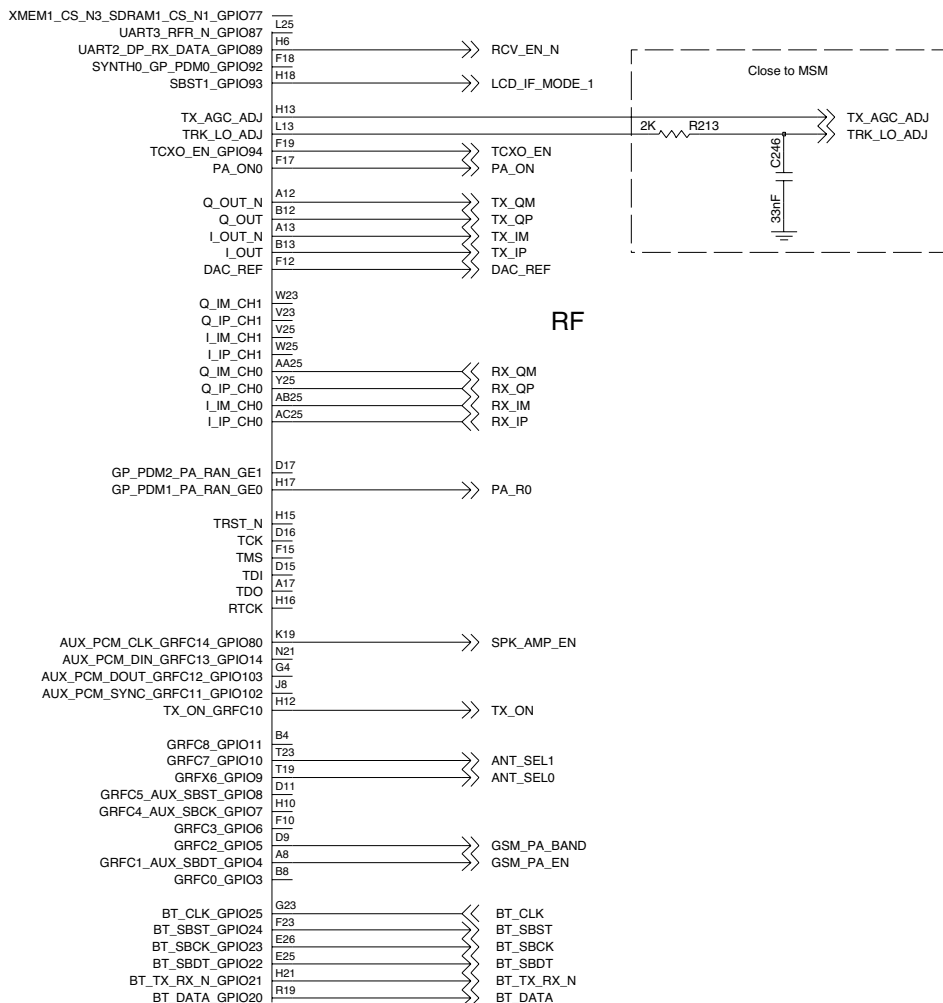 XMEM1_CS_N3_SDRAM1_CS_N1_GPIO77
UART3_RFR_N_GPIO87 L25
UART2_DP_RX_DATA_GPIO89 H6 RCV_EN_N
SYNTH0_GP_PDM0_GPIO92 F18
SBST1_GPIO93 H18 LCD_IF_MODE_1
Close to MSM
TX_AGC_ADJ H13 TX_AGC_ADJ
TRK_LO_ADJ L13 2K R213 TRK_LO_ADJ
C246
33nF
TCXO_EN_GPIO94 F19 TCXO_EN
PA_ON0 F17 PA_ON
Q_OUT_N A12 TX_QM
Q_OUT B12 TX_QP
I_OUT_N A13 TX_IM
I_OUT B13 TX_IP
DAC_REF F12 DAC_REF
RF
Q_IM_CH1 W23
Q_IP_CH1 V23
I_IM_CH1 V25
I_IP_CH1 W25
Q_IM_CH0 AA25 RX_QM
Q_IP_CH0 Y25 RX_QP
I_IM_CH0 AB25 RX_IM
I_IP_CH0 AC25 RX_IP
GP_PDM2_PA_RAN_GE1 D17
GP_PDM1_PA_RAN_GE0 H17 PA_R0
TRST_N H15
TCK D16
TMS F15
TDI D15
TDO A17
RTCK H16
AUX_PCM_CLK_GRFC14_GPIO80 K19 SPK_AMP_EN
AUX_PCM_DIN_GRFC13_GPIO14 N21
AUX_PCM_DOUT_GRFC12_GPIO103 G4
AUX_PCM_SYNC_GRFC11_GPIO102 J8
TX_ON_GRFC10 H12 TX_ON
GRFC8_GPIO11 B4
GRFC7_GPIO10 T23 ANT_SEL1
GRFX6_GPIO9 T19 ANT_SEL0
GRFC5_AUX_SBST_GPIO8 D11
GRFC4_AUX_SBCK_GPIO7 H10
GRFC3_GPIO6 F10
GRFC2_GPIO5 D9 GSM_PA_BAND
GRFC1_AUX_SBDT_GPIO4 A8 GSM_PA_EN
GRFC0_GPIO3 B8
BT_CLK_GPIO25 G23 BT_CLK
BT_SBST_GPIO24 F23 BT_SBST
BT_SBCK_GPIO23 E26 BT_SBCK
BT_SBDT_GPIO22 E25 BT_SBDT
BT_TX_RX_N_GPIO21 H21 BT_TX_RX_N
BT_DATA_GPIO20 R19 BT_DATA